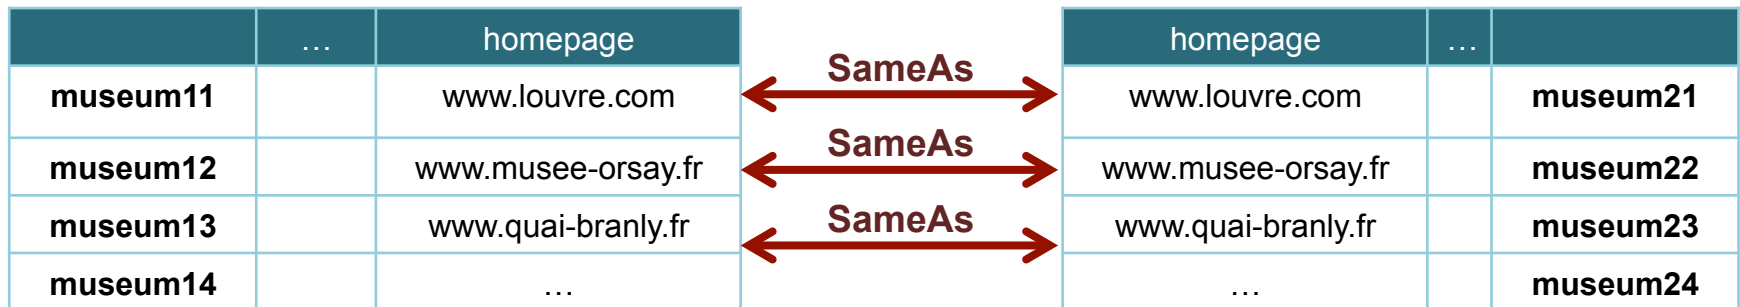 … homepage SameAs homepage …
museum11 www.louvre.com www.louvre.com museum21
SameAs
museum12 www.musee-orsay.fr www.musee-orsay.fr museum22
SameAs
museum13 www.quai-branly.fr www.quai-branly.fr museum23
museum14 … … museum24